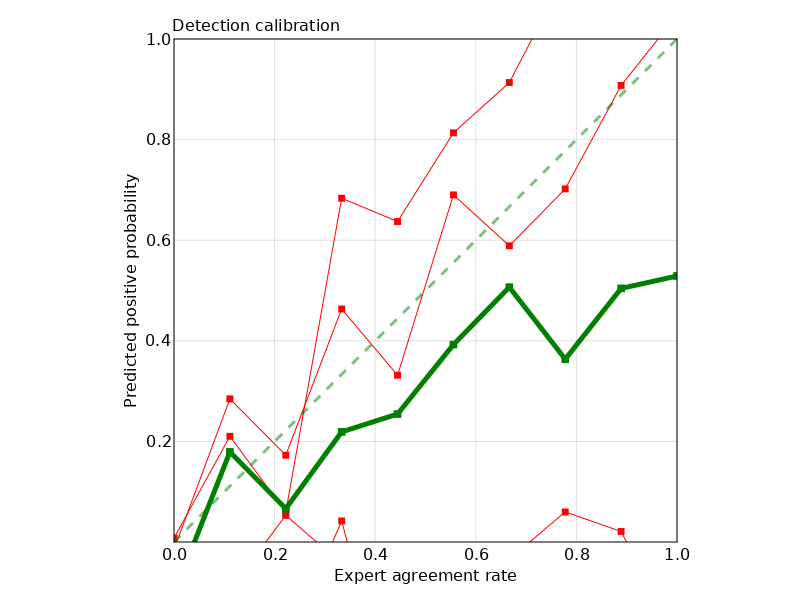 Detection calibration
1.0
0.8
0.6
0.4
0.2
Predicted positive probability
0.0 0.2 0.4 0.6 0.8 1.0
Expert agreement rate